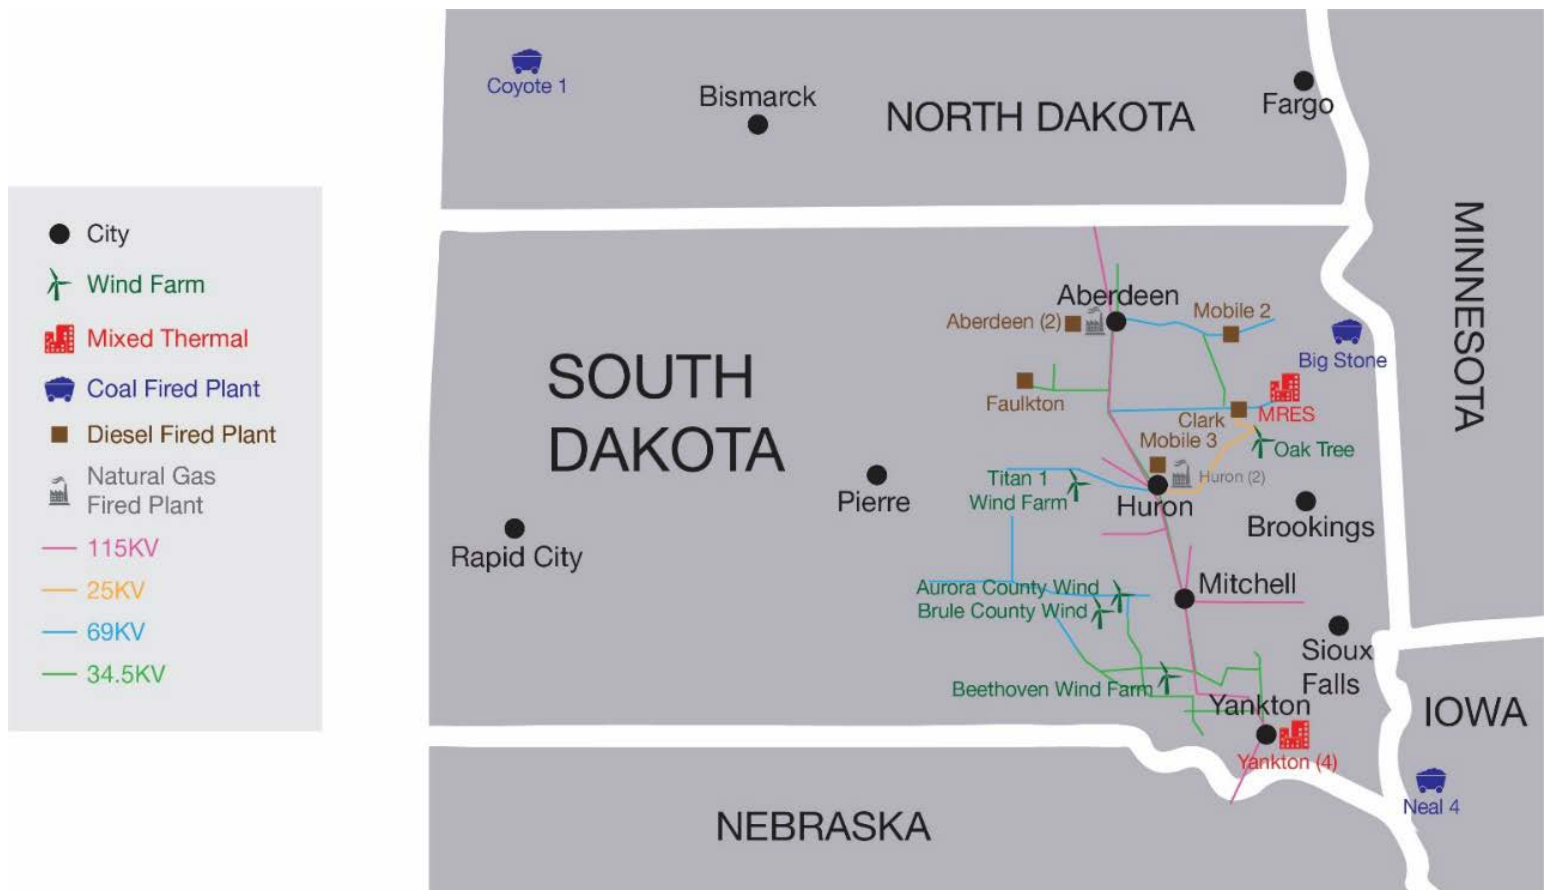 Coyote 1
Bismarck
NORTH DAKOTA
Fargo
City
Wind Farm
Mixed Thermal
Coal Fired Plant
Diesel Fired Plant
Natural Gas
Fired Plant
115KV
25KV
69KV
34.5KV
MINNESOTA
SOUTH
DAKOTA
Aberdeen
Aberdeen (2)
Mobile 2
Big Stone
Faulkton
Clark
MRES
Mobile 3
Oak Tree
Huron (2)
Titan 1
Wind Farm
Huron
Pierre
Brookings
Rapid City
Aurora County Wind
Brule County Wind
Mitchell
Sioux
Falls
Beethoven Wind Farm
Yankton
Yankton (4)
IOWA
Neal 4
NEBRASKA